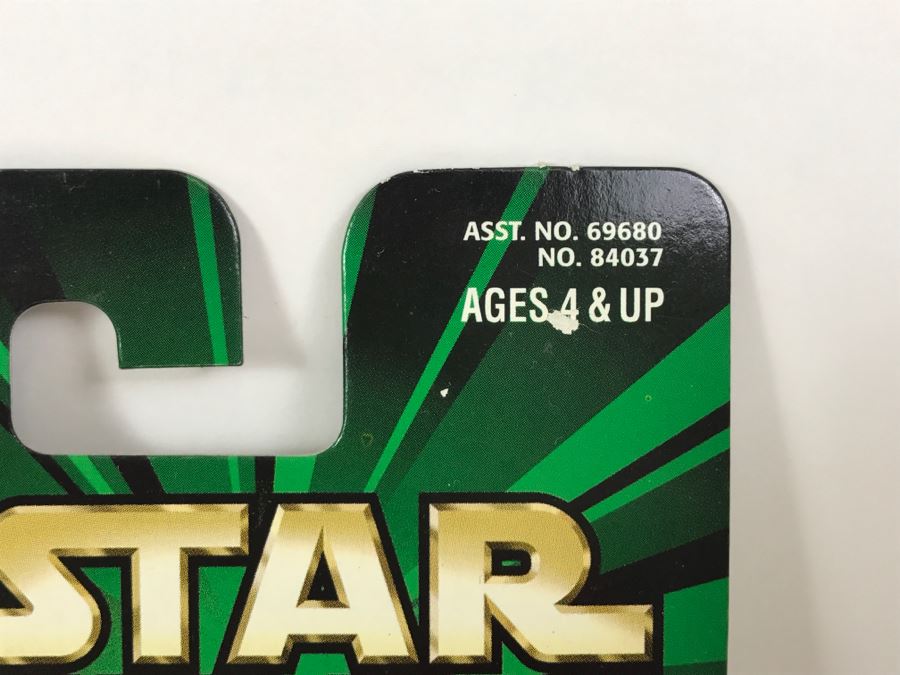 ASST. NO. 69680
NO. 84037
AGES 4 & UP
STAR